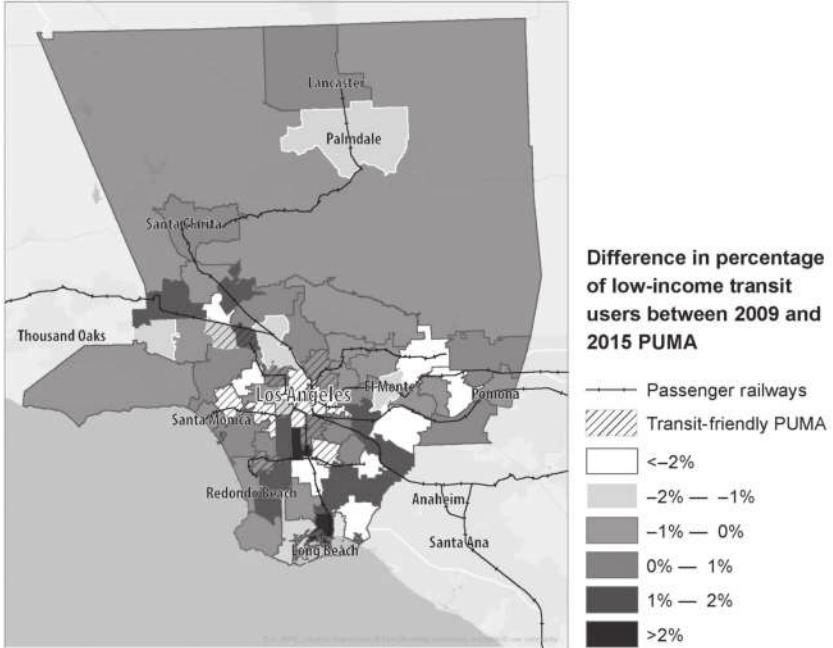 Lancaster
Palmdale
Santa Clarita
Thousand Oaks
Los Angeles
El Monte
Pomona
Santa Monica
Redondo Beach
Anaheim
Long Beach
Santa Ana
Difference in percentage
of low-income transit
users between 2009 and
2015 PUMA
Passenger railways
Transit-friendly PUMA
<–2%
–2% — –1%
–1% — 0%
0% — 1%
1% — 2%
>2%